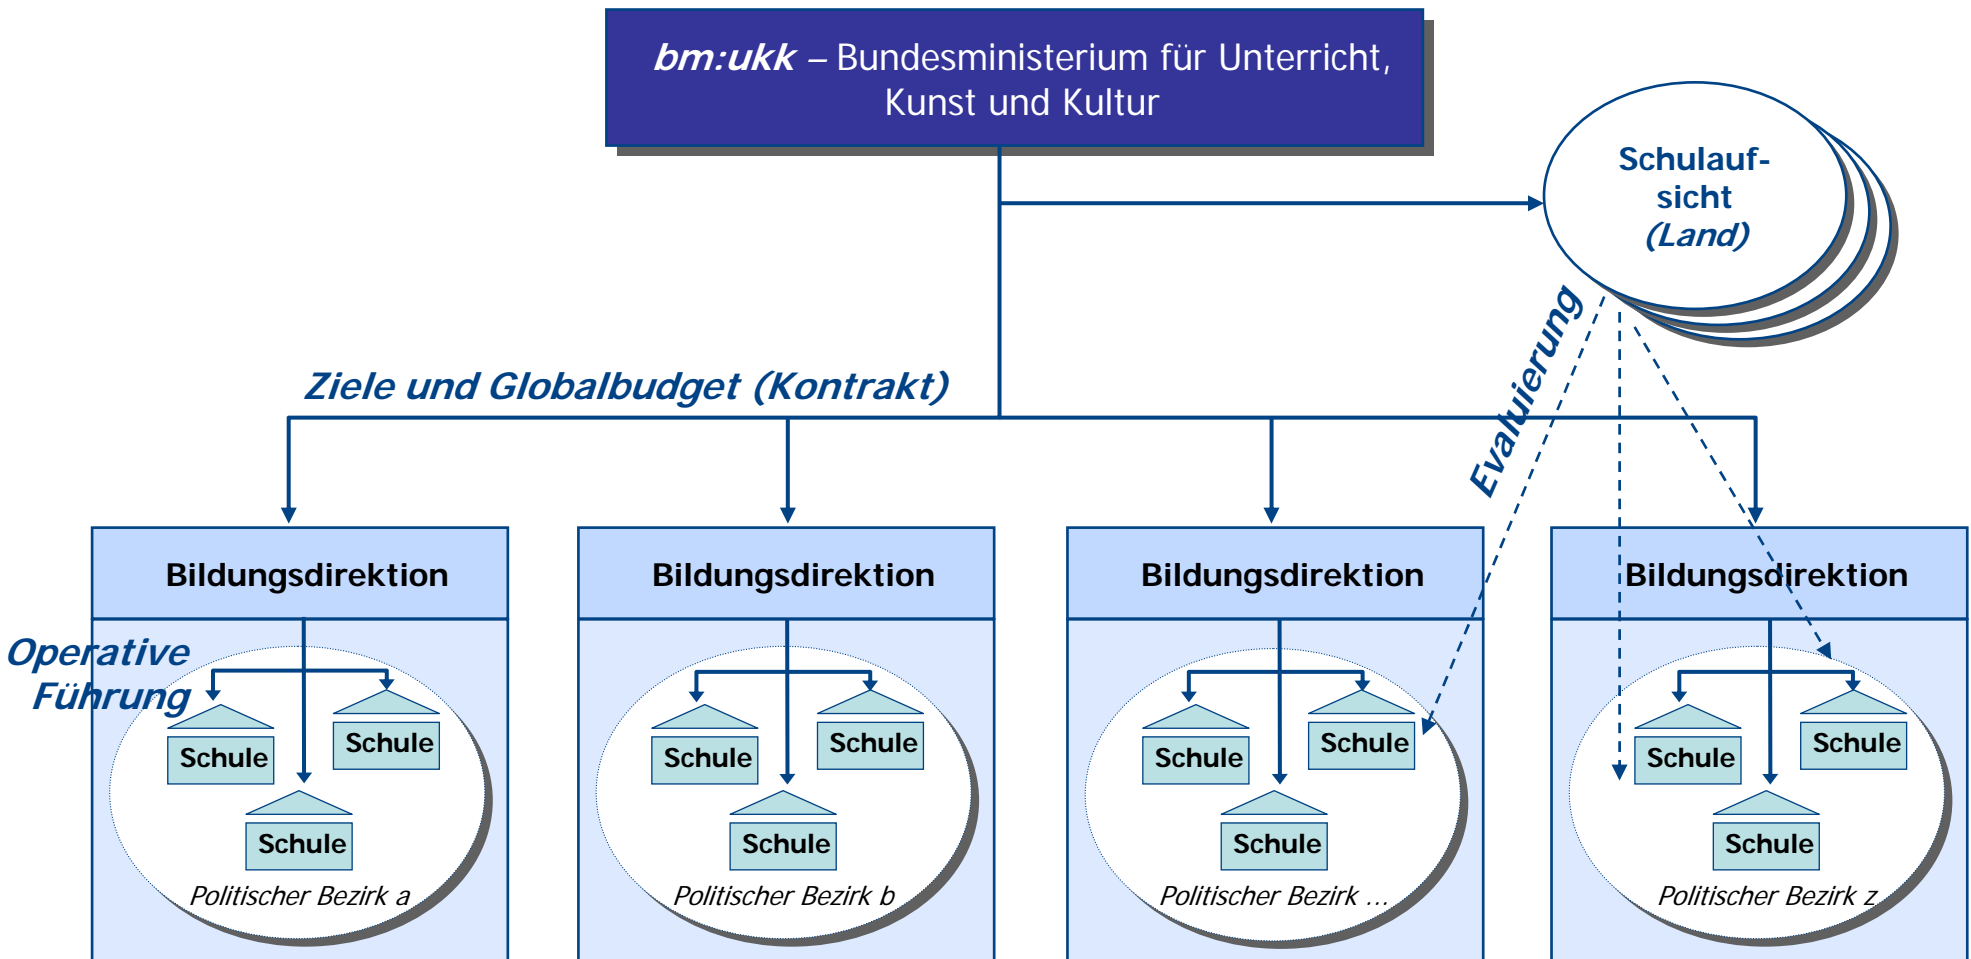 bm:ukk – Bundesministerium für Unterricht,
Kunst und Kultur
Schulauf-
sicht
(Land)
Evaluierung
Ziele und Globalbudget (Kontrakt)
Bildungsdirektion
Bildungsdirektion
Bildungsdirektion
Bildungsdirektion
Operative
Führung
Schule
Schule
Schule
Politischer Bezirk a
Schule
Schule
Schule
Politischer Bezirk b
Schule
Schule
Schule
Politischer Bezirk ...
Schule
Schule
Schule
Politischer Bezirk z